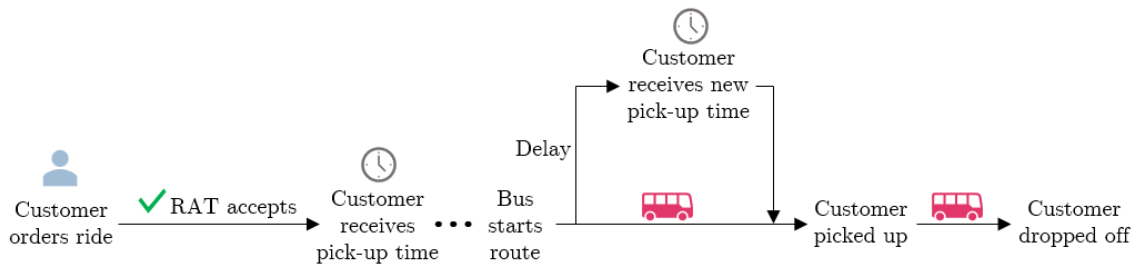 Customer
orders ride
RAT accepts
Customer
receives
pick-up time
Bus
starts
route
Delay
Customer
receives new
pick-up time
Customer
picked up
Customer
dropped off